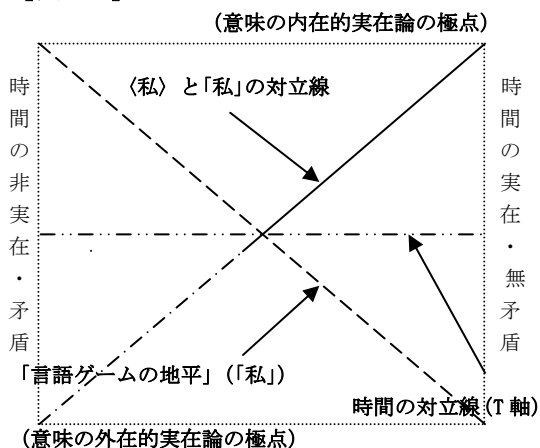 (意味の内在的実在論の極点)
〈私〉と「私」の対立線
時間の非実在・矛盾
時間の実在・無矛盾
「言語ゲームの地平」(「私」)
時間の対立線(T 軸)
(意味の外在的実在論の極点)